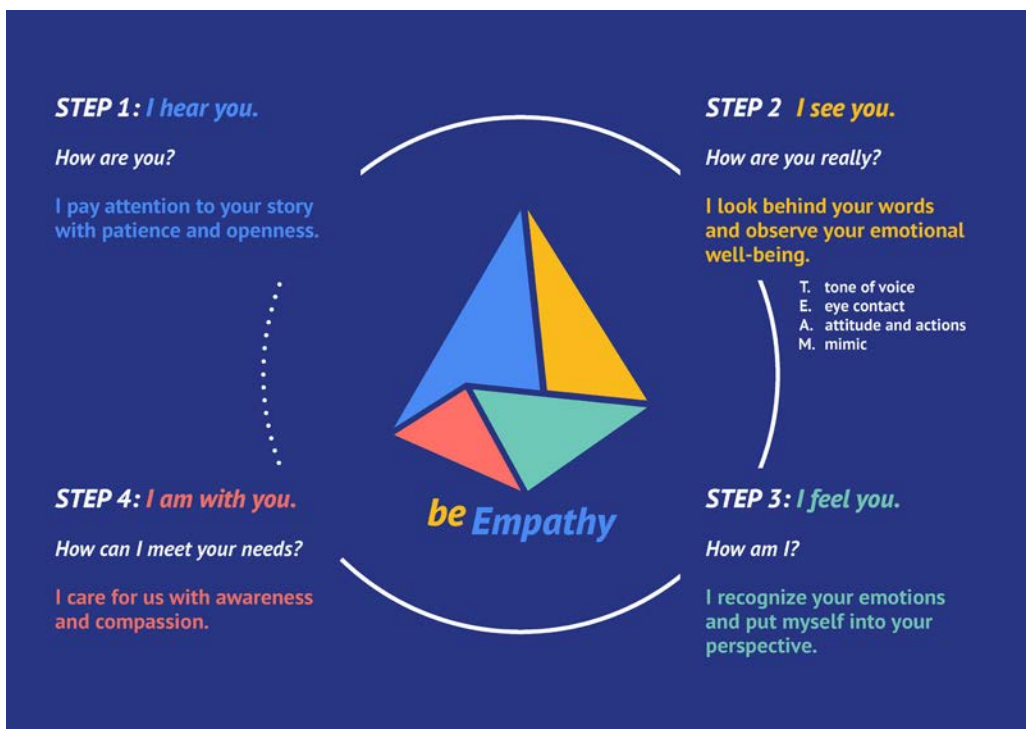 STEP 1: I hear you.
How are you?
I pay attention to your story
with patience and openness.
STEP 2 I see you.
How are you really?
I look behind your words
and observe your emotional
well-being.
T. tone of voice
E. eye contact
A. attitude and actions
M. mimic
STEP 3: I feel you.
How am I?
I recognize your emotions
and put myself into your
perspective.
STEP 4: I am with you.
How can I meet your needs?
I care for us with awareness
and compassion.
be Empathy